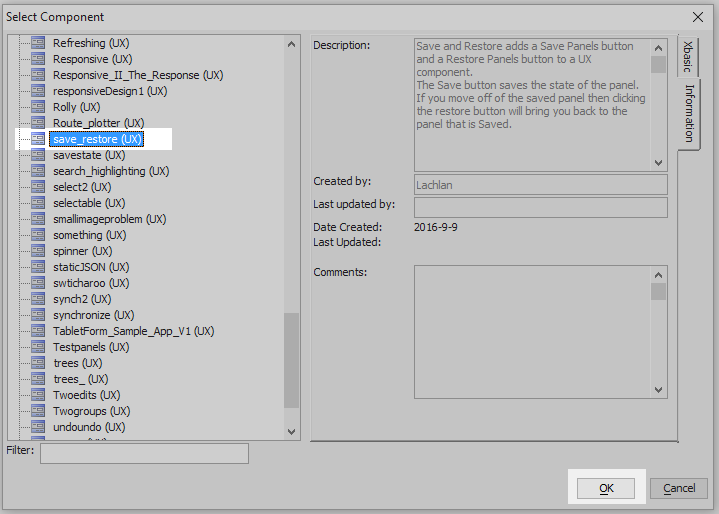 Select Component
Refreshing (UX)
Responsive (UX)
Responsive_II_The_Response (UX)
responsiveDesign1 (UX)
Rolly (UX)
Route_plotter (UX)
save_restore (UX)
savestate (UX)
search_highlighting (UX)
select2 (UX)
selectable (UX)
smallimageproblem (UX)
something (UX)
spinner (UX)
staticJSON (UX)
swticharoo (UX)
synch2 (UX)
synchronize (UX)
TabletForm_Sample_App_V1 (UX)
Testpanels (UX)
trees (UX)
trees_ (UX)
Twoedits (UX)
Twogroups (UX)
undoundo (UX)
Filter:
Description:
Save and Restore adds a Save Panels button
and a Restore Panels button to a UX
component.
The Save button saves the state of the panel.
If you move off of the saved panel then clicking
the restore button will bring you back to the
panel that is Saved.
Created by:
Lachlan
Last updated by:
Date Created:
2016-9-9
Last Updated:
Comments:
Xbasic
Information
OK
Cancel